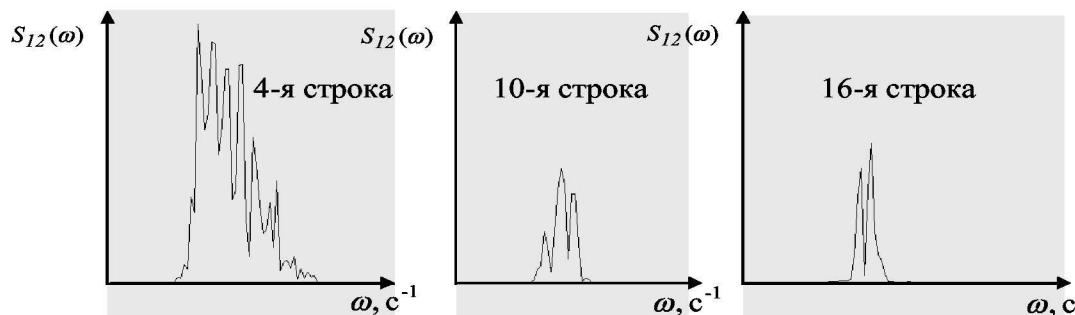 S12(ω)
4-я строка
ω, с-1
S12(ω)
10-я строка
ω, с-1
S12(ω)
16-я строка
ω, с